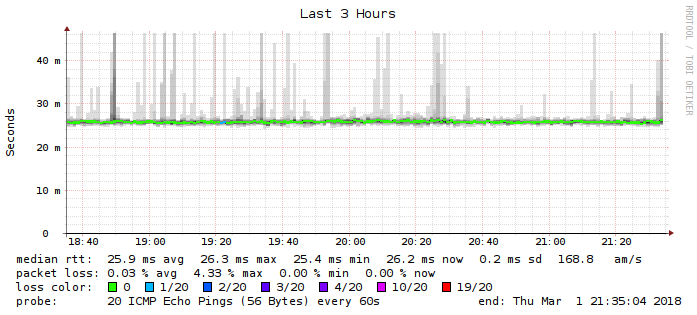 Last 3 Hours
RRDTOOL / TOBI OETIKER
Seconds
40 m
30 m
20 m
10 m
0
18:40 19:00 19:20 19:40 20:00 20:20 20:40 21:00 21:20
median rtt: 25.9 ms avg 26.3 ms max 25.4 ms min 26.2 ms now 0.2 ms sd 168.8 am/s
packet loss: 0.03 % avg 4.33 % max 0.00 % min 0.00 % now
loss color: 0 1/20 2/20 3/20 4/20 10/20 19/20
probe: 20 ICMP Echo Pings (56 Bytes) every 60s end: Thu Mar 1 21:35:04 2018